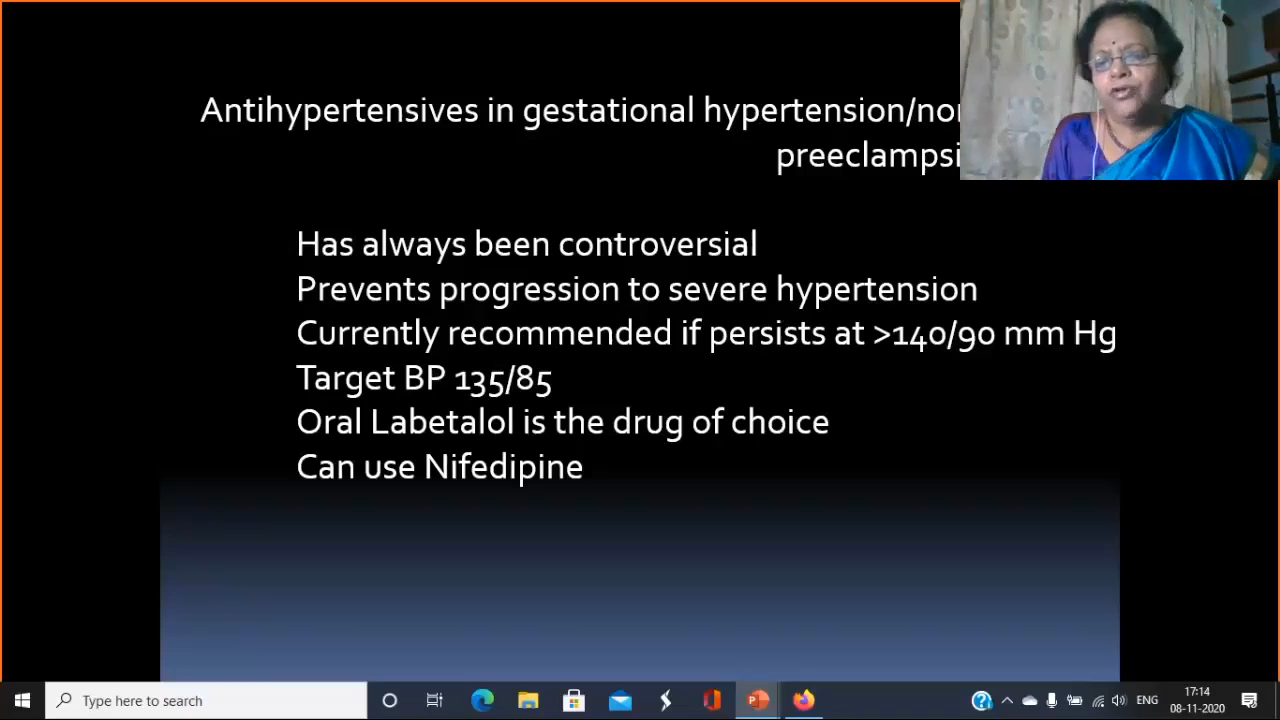 Antihypertensives in gestational hypertension/
Has always been controversial
Prevents progression to severe hypertension
Currently recommended if persists at >140/90 mm Hg
Target BP 135/85
Oral Labetalol is the drug of choice
Can use Nifedipine
Type here to search
ENG
17:14
08-11-2020